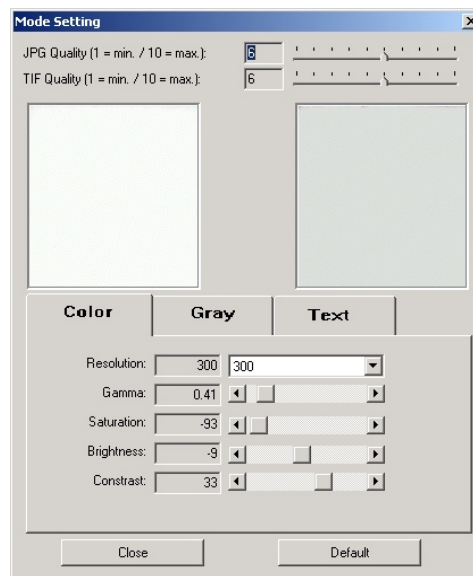 Mode Setting
JPG Quality (1 = min. / 10 = max.): 6
TIF Quality (1 = min. / 10 = max.): 6
Color Gray Text
Resolution: 300 300
Gamma: 0.41
Saturation: -93
Brightness: -9
Constrast: 33
Close Default